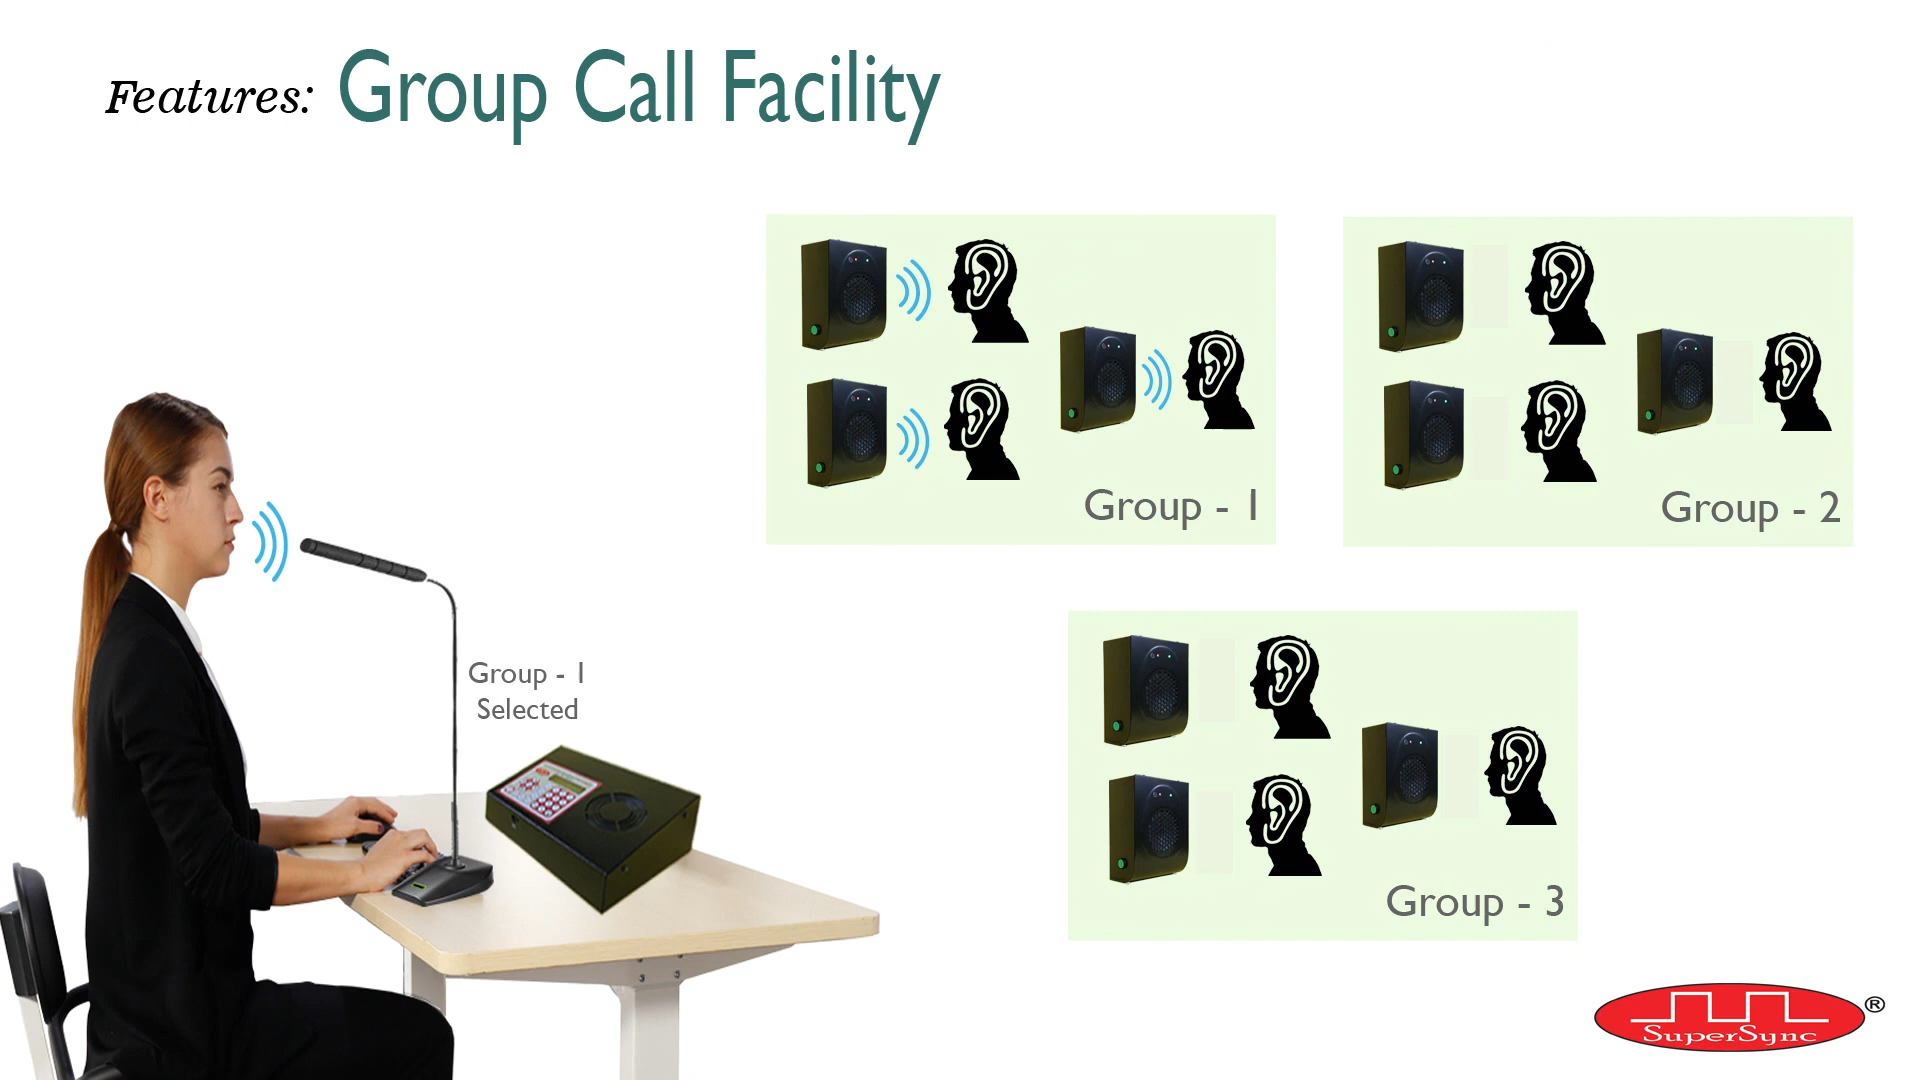 Features: Group Call Facility
Group - 1
Group - 2
Group - 1
Selected
Group - 3
SuperSync ®